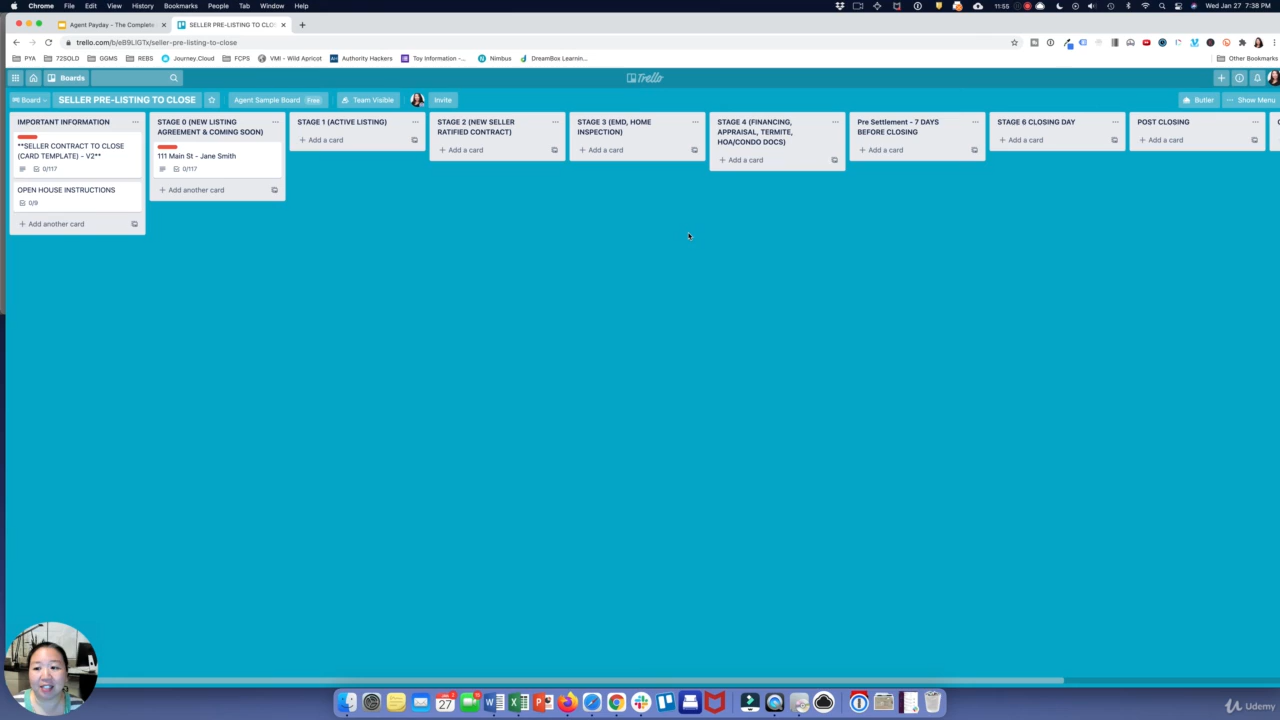 Chrome File Edit View History Bookmarks People Tab Window Help
11:55
Wed Jan 27 7:38 PM
Agent Payday - The Complete
SELLER PRE-LISTING TO CLO
trello.com/b/eB9LlGTx/seller-pre-listing-to-close
PYA 72SOLD GGMS REBS Journey.Cloud FCPS VMI - Wild Apricot Authority Hackers Toy Information -... Nimbus DreamBox Learnin...
Other Bookmarks
Boards
Trello
Board
SELLER PRE-LISTING TO CLOSE
Agent Sample Board Free
Team Visible
Invite
Butler
... Show Menu
IMPORTANT INFORMATION
**SELLER CONTRACT TO CLOSE
(CARD TEMPLATE) - V2**
0/117
OPEN HOUSE INSTRUCTIONS
0/9
+ Add another card
STAGE 0 (NEW LISTING
AGREEMENT & COMING SOON)
111 Main St - Jane Smith
0/117
+ Add another card
STAGE 1 (ACTIVE LISTING)
+ Add a card
STAGE 2 (NEW SELLER
RATIFIED CONTRACT)
+ Add a card
STAGE 3 (EMD, HOME
INSPECTION)
+ Add a card
STAGE 4 (FINANCING,
APPRAISAL, TERMITE,
HOA/CONDO DOCS)
+ Add a card
Pre Settlement - 7 DAYS
BEFORE CLOSING
+ Add a card
STAGE 6 CLOSING DAY
+ Add a card
POST CLOSING
+ Add a card
27
Udemy